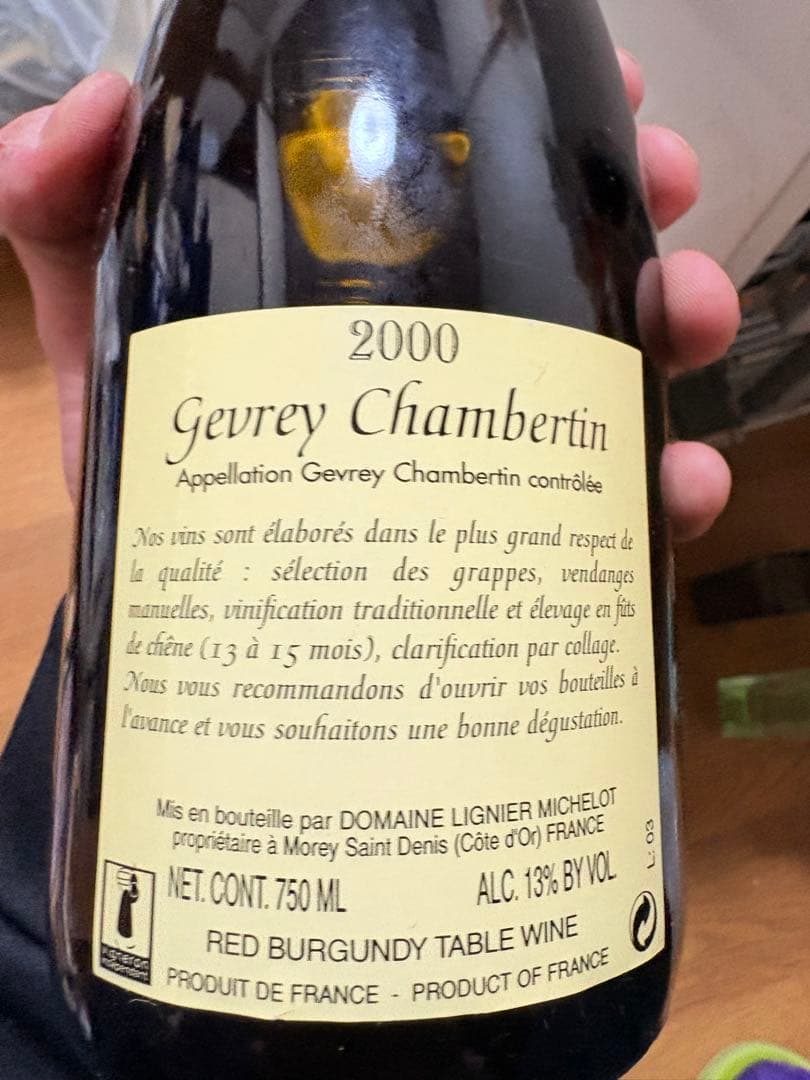 2000
Gevrey Chambertin
Appellation Gevrey Chambertin contrôlée
Nos vins sont élaborés dans le plus grand respect de
la qualité : sélection des grappes, vendanges
manuelles, vinification traditionnelle et élevage en fûts
de chêne (13 à 15 mois), clarification par collage.
Nous vous recommandons d'ouvrir vos bouteilles à
l'avance et vous souhaitons une bonne dégustation.
Mis en bouteille par DOMAINE LIGNIER MICHELOT
propriétaire à Morey Saint Denis (Côte d'Or) FRANCE
L: 03
NET. CONT. 750 ML ALC. 13% BY VOL
RED BURGUNDY TABLE WINE
PRODUIT DE FRANCE - PRODUCT OF FRANCE
vigneron
indépendant